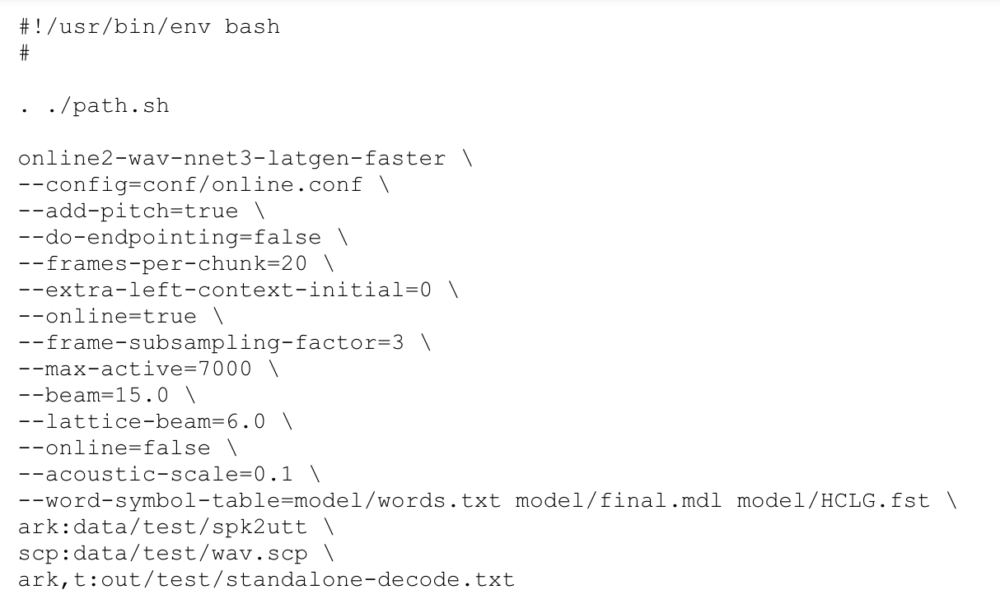 #!/usr/bin/env bash
#
. ./path.sh
online2-wav-nnet3-latgen-faster \
--config=conf/online.conf \
--add-pitch=true \
--do-endpointing=false \
--frames-per-chunk=20 \
--extra-left-context-initial=0 \
--online=true \
--frame-subsampling-factor=3 \
--max-active=7000 \
--beam=15.0 \
--lattice-beam=6.0 \
--online=false \
--acoustic-scale=0.1 \
--word-symbol-table=model/words.txt model/final.mdl model/HCLG.fst \
ark:data/test/spk2utt \
scp:data/test/wav.scp \
ark,t:out/test/standalone-decode.txt